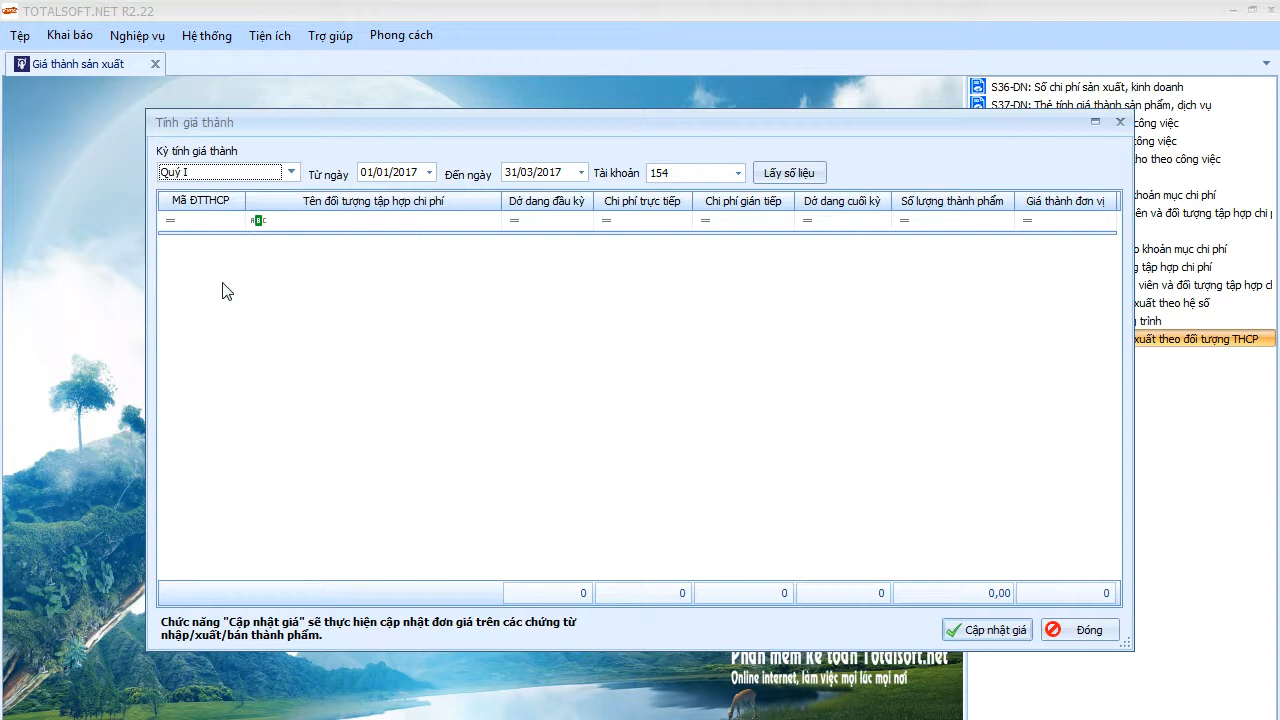 TOTALSOFT.NET R2.22
Tệp Khai báo Nghiệp vụ Hệ thống Tiện ích Trợ giúp Phong cách
Giá thành sản xuất
S36-DN: Sổ chi phí sản xuất, kinh doanh
S37-DN: Thẻ tính giá thành sản phẩm, dịch vụ
công việc
công việc
cho theo công việc
khoản mục chi phí
ên và đối tượng tập hợp chi
o khoản mục chi phí
g tập hợp chi phí
viên và đối tượng tập hợp ch
xuất theo hệ số
trình
xuất theo đối tượng THCP
Tính giá thành
Kỳ tính giá thành
Quý I Từ ngày 01/01/2017 Đến ngày 31/03/2017 Tài khoản 154 Lấy số liệu
Mã ĐTTHCP Tên đối tượng tập hợp chi phí Dở dang đầu kỳ Chi phí trực tiếp Chi phí gián tiếp Dở dang cuối kỳ Số lượng thành phẩm Giá thành đơn vị
= ABC = = = = = =
0 0 0 0 0,00 0
Chức năng "Cập nhật giá" sẽ thực hiện cập nhật đơn giá trên các chứng từ
nhập/xuất/bán thành phẩm.
Cập nhật giá Đóng
Phần mềm kế toán Totalsoft.net
Online internet, làm việc mọi lúc mọi nơi